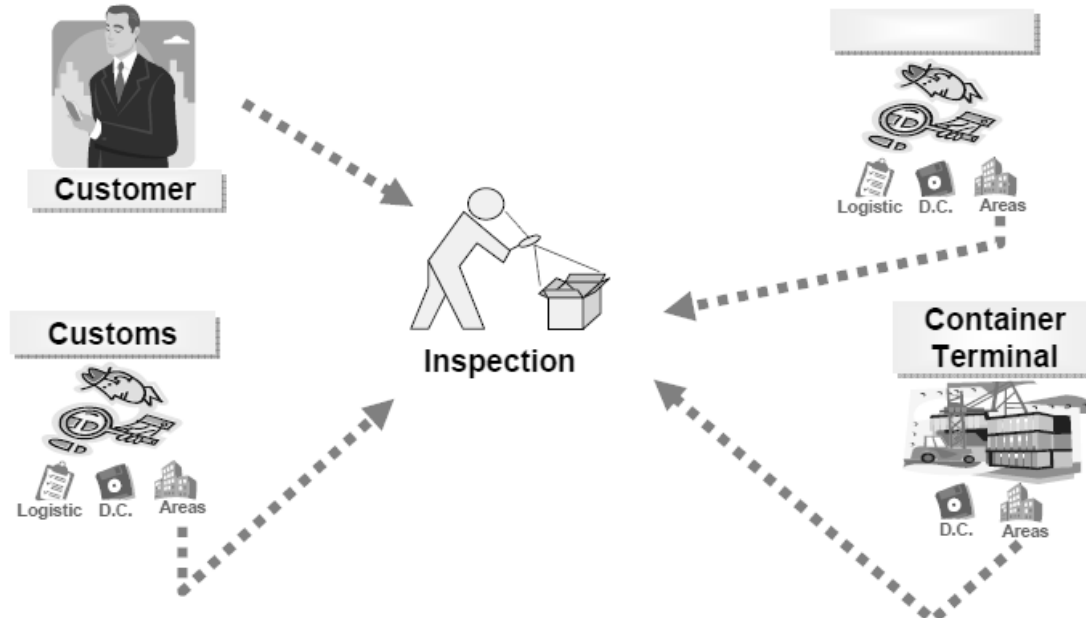 Customer
Logistic D.C. Areas
Customs
Inspection
Container
Terminal
Logistic D.C. Areas
D.C. Areas